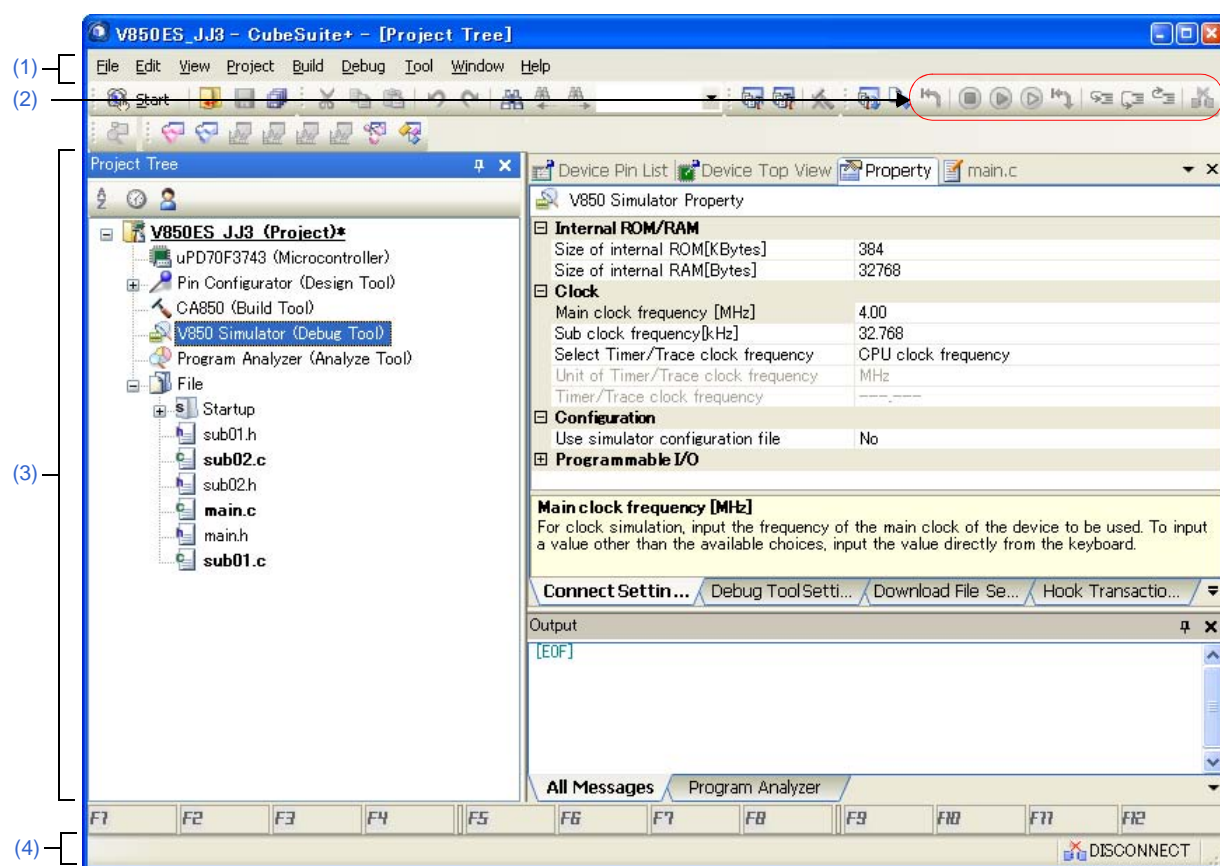 V850ES_JJ3 - CubeSuite+ - [Project Tree]
(1)
File Edit View Project Build Debug Tool Window Help
(2)
Start
(3)
Project Tree
V850ES_JJ3 (Project)*
uPD70F3743 (Microcontroller)
Pin Configurator (Design Tool)
CA850 (Build Tool)
V850 Simulator (Debug Tool)
Program Analyzer (Analyze Tool)
File
Startup
sub01.h
sub02.c
sub02.h
main.c
main.h
sub01.c
Device Pin List Device Top View Property main.c
V850 Simulator Property
Internal ROM/RAM
Size of internal ROM[KBytes] 384
Size of internal RAM[Bytes] 32768
Clock
Main clock frequency [MHz] 4.00
Sub clock frequency[kHz] 32.768
Select Timer/Trace clock frequency CPU clock frequency
Unit of Timer/Trace clock frequency MHz
Timer/Trace clock frequency ---.---
Configuration
Use simulator configuration file No
Programmable I/O
Main clock frequency [MHz]
For clock simulation, input the frequency of the main clock of the device to be used. To input
a value other than the available choices, input the value directly from the keyboard.
Connect Settin... Debug Tool Setti... Download File Se... Hook Transactio...
Output
[EOF]
All Messages Program Analyzer
F1 F2 F3 F4 F5 F6 F7 F8 F9 F10 F11 F12
(4)
DISCONNECT